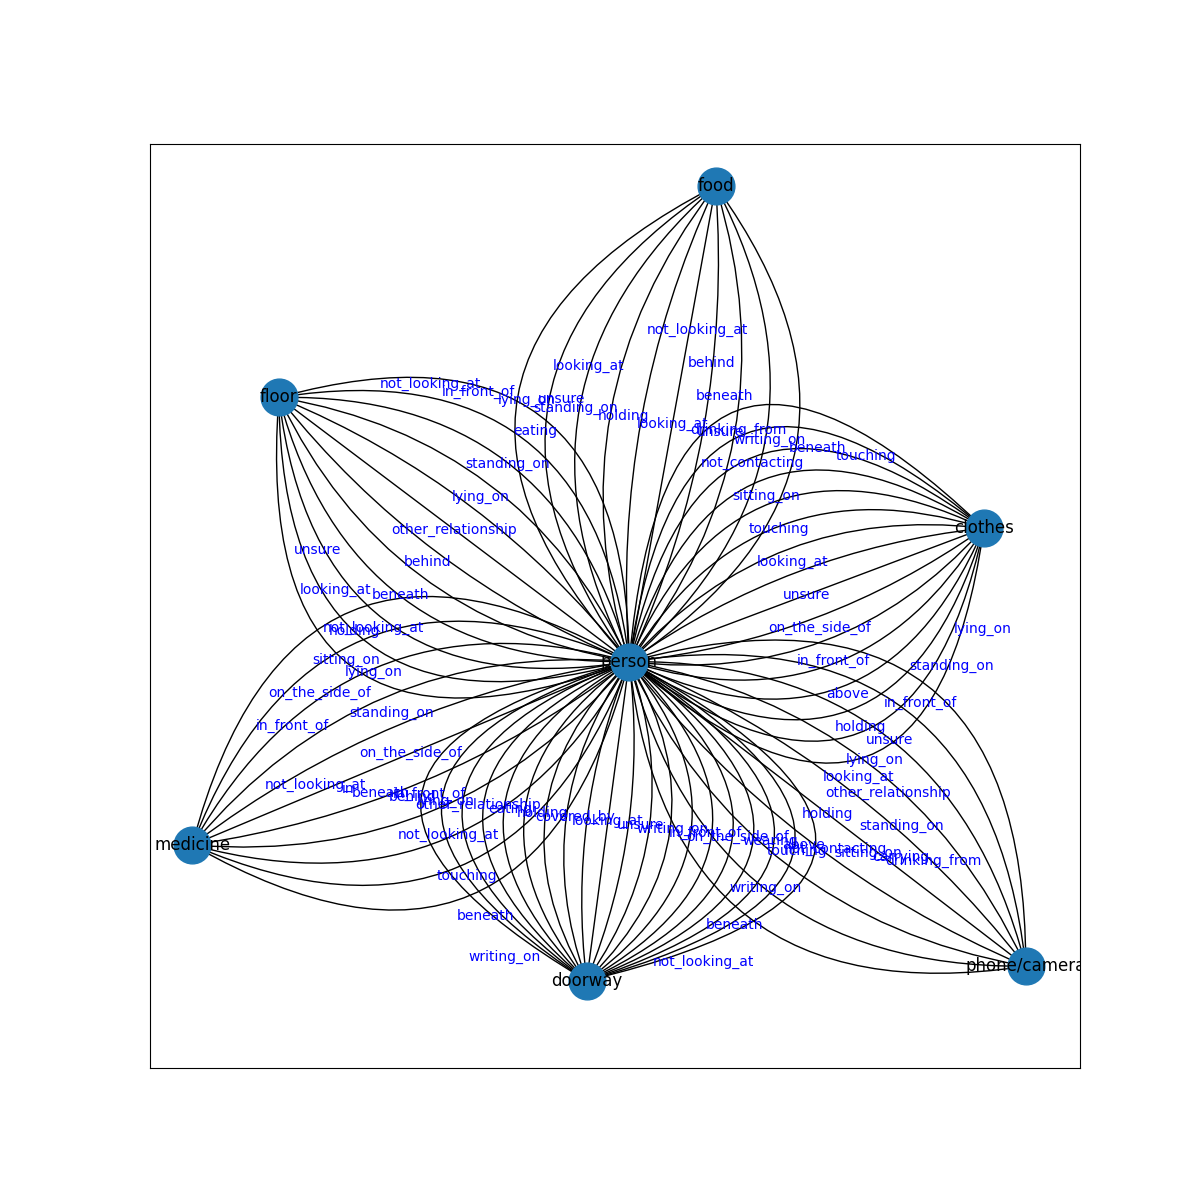 food
not_looking_at
looking_at
behind
not_looking_at
in_front_of
floor
beneath
lying_on
unsure
standing_on
holding
looking_at
unsure
drinking_from
eating
writing_on
beneath
touching
standing_on
not_contacting
lying_on
sitting_on
other_relationship
touching
clothes
unsure
behind
looking_at
looking_at
beneath
unsure
not_looking_at
holding
on_the_side_of
lying_on
sitting_on
person
in_front_of
standing_on
lying_on
on_the_side_of
above
in_front_of
in_front_of
standing_on
holding
unsure
on_the_side_of
lying_on
looking_at
not_looking_at
in
beneath
behind
in_front_of
lying_on
other_relationship
other_relationship
eating
holding
covered_by
looking_at
unsure
holding
standing_on
writing_on
in_front_of
on_the_side_of
not_looking_at
wearing
above
touching
not_contacting
sitting_on
carrying
drinking_from
medicine
touching
writing_on
beneath
beneath
writing_on
not_looking_at
phone/camera
doorway